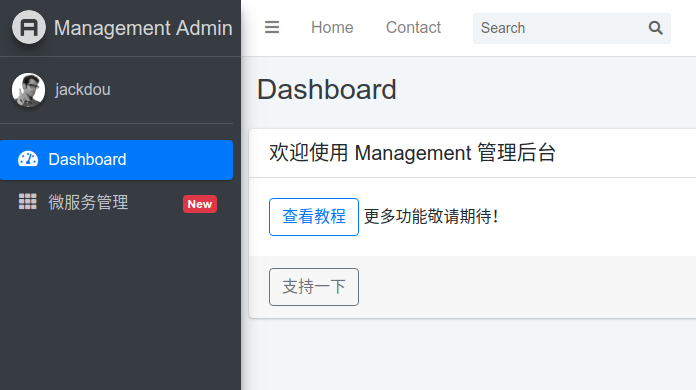 Management Admin
Home
Contact
Search
jackdou
Dashboard
微服务管理
New
Dashboard
欢迎使用 Management 管理后台
查看教程 更多功能敬请期待！
支持一下